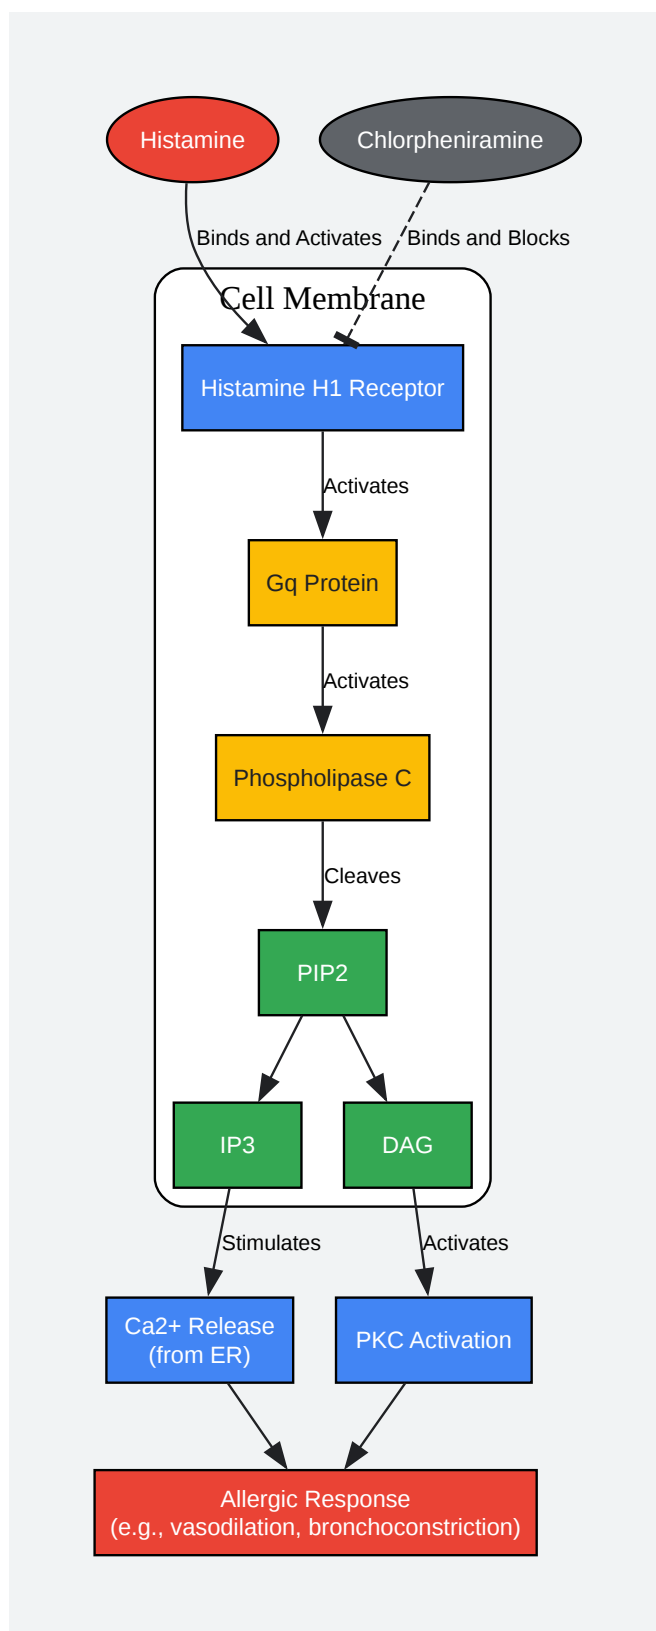 Histamine
Chlorpheniramine
Binds and Activates
Binds and Blocks
Cell Membrane
Histamine H1 Receptor
Activates
Gq Protein
Activates
Phospholipase C
Cleaves
PIP2
IP3
DAG
Stimulates
Activates
Ca2+ Release
(from ER)
PKC Activation
Allergic Response
(e.g., vasodilation, bronchoconstriction)